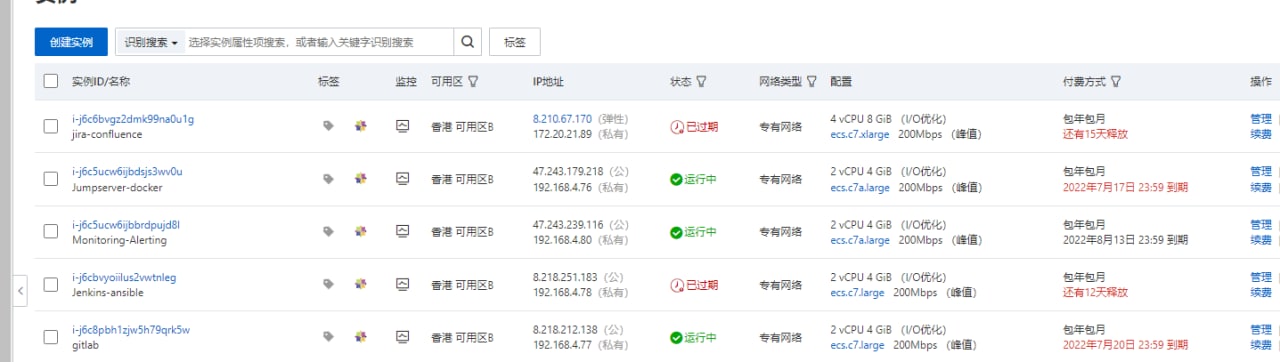 创建实例 识别搜索 选择实例属性项搜索，或者输入关键字识别搜索 标签
实例ID/名称 标签 监控 可用区 IP地址 状态 网络类型 配置 付费方式 操作
i-j6c6bvgz2dmk99na0u1g 8.210.67.170（弹性） 4 vCPU 8 GiB （I/O优化） 包年包月 管理
jira-confluence 香港 可用区B 172.20.21.89（私有） 已过期 专有网络 ecs.c7.xlarge 200Mbps （峰值） 还有15天释放 续费
i-j6c5ucw6ijbdsjs3wv0u 47.243.179.218（公） 2 vCPU 4 GiB （I/O优化） 包年包月 管理
Jumpserver-docker 香港 可用区B 192.168.4.76（私有） 运行中 专有网络 ecs.c7a.large 200Mbps （峰值） 2022年7月17日 23:59 到期 续费
i-j6c5ucw6ijbbrdpujd8l 47.243.239.116（公） 2 vCPU 4 GiB （I/O优化） 包年包月 管理
Monitoring-Alerting 香港 可用区B 192.168.4.80（私有） 运行中 专有网络 ecs.c7a.large 200Mbps （峰值） 2022年8月13日 23:59 到期 续费
i-j6cbvyoiilus2vwtnleg 8.218.251.183（公） 2 vCPU 4 GiB （I/O优化） 包年包月 管理
Jenkins-ansible 香港 可用区B 192.168.4.78（私有） 已过期 专有网络 ecs.c7.large 200Mbps （峰值） 还有12天释放 续费
i-j6c8pbh1zjw5h79qrk5w 8.218.212.138（公） 2 vCPU 4 GiB （I/O优化） 包年包月 管理
gitlab 香港 可用区B 192.168.4.77（私有） 运行中 专有网络 ecs.c7.large 200Mbps （峰值） 2022年7月20日 23:59 到期 续费